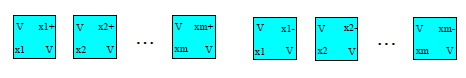 V x1+ V x2+ ... V xm+ V x1- V x2- ... V xm-
x1 V x2 V xm V x1 V x2 V xm V